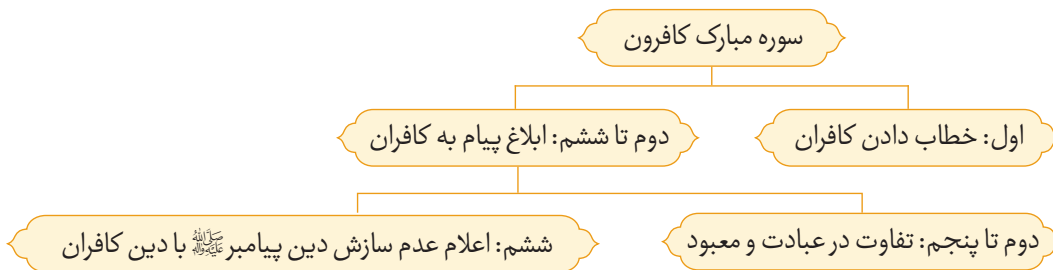 سوره مبارک کافرون
اول: خطاب دادن کافران
دوم تا ششم: ابلاغ پیام به کافران
دوم تا پنجم: تفاوت در عبادت و معبود
ششم: اعلام عدم سازش دین پیامبر ﷺ با دین کافران